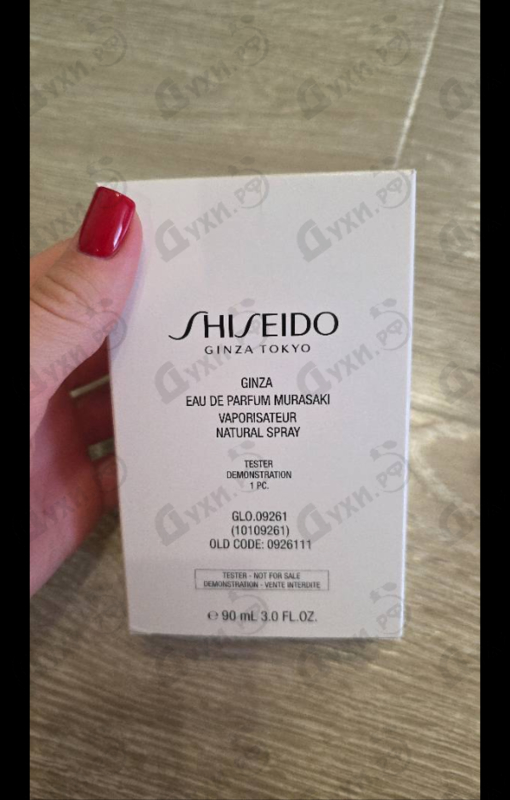 SHISEIDO
GINZA TOKYO
GINZA
EAU DE PARFUM MURASAKI
VAPORISATEUR
NATURAL SPRAY
TESTER
DEMONSTRATION
1 PC.
GLO.09261
(10109261)
OLD CODE: 0926111
TESTER - NOT FOR SALE
DEMONSTRATION - VENTE INTERDITE
℮ 90 mL 3.0 FL.OZ.
Духи.рф